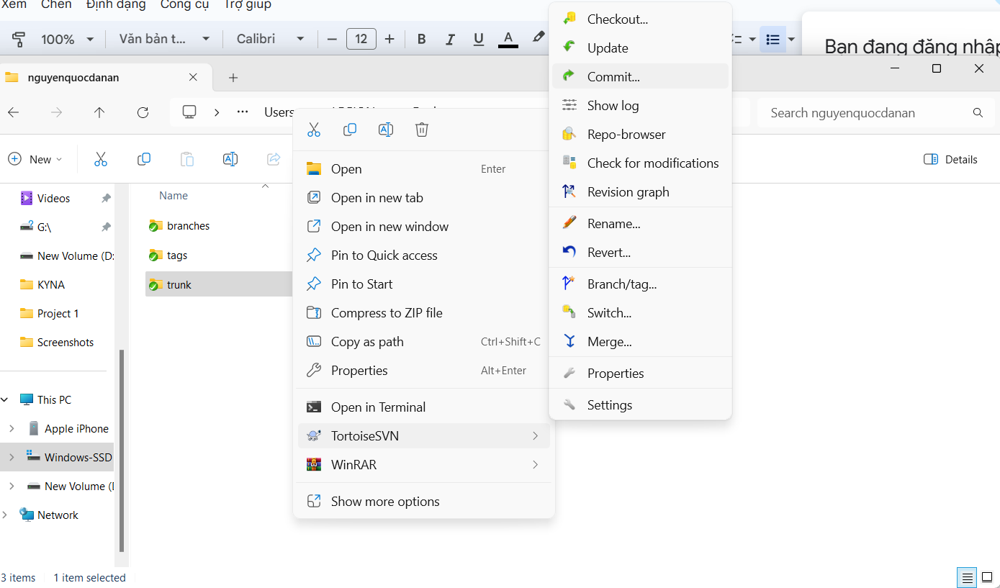 Xem Chèn Định dạng Công cụ Trợ giúp
100% Văn bản t... Calibri 12 B I U A
Bạn đang đăng nhập
nguyenquocdanan
Users
Search nguyenquocdanan
New
Details
Videos
G:\
New Volume (D:
KYNA
Project 1
Screenshots
This PC
Apple iPhone
Windows-SSD
New Volume (
Network
Name
branches
tags
trunk
Open Enter
Open in new tab
Open in new window
Pin to Quick access
Pin to Start
Compress to ZIP file
Copy as path Ctrl+Shift+C
Properties Alt+Enter
Open in Terminal
TortoiseSVN
WinRAR
Show more options
Checkout...
Update
Commit...
Show log
Repo-browser
Check for modifications
Revision graph
Rename...
Revert...
Branch/tag...
Switch...
Merge...
Properties
Settings
3 items 1 item selected